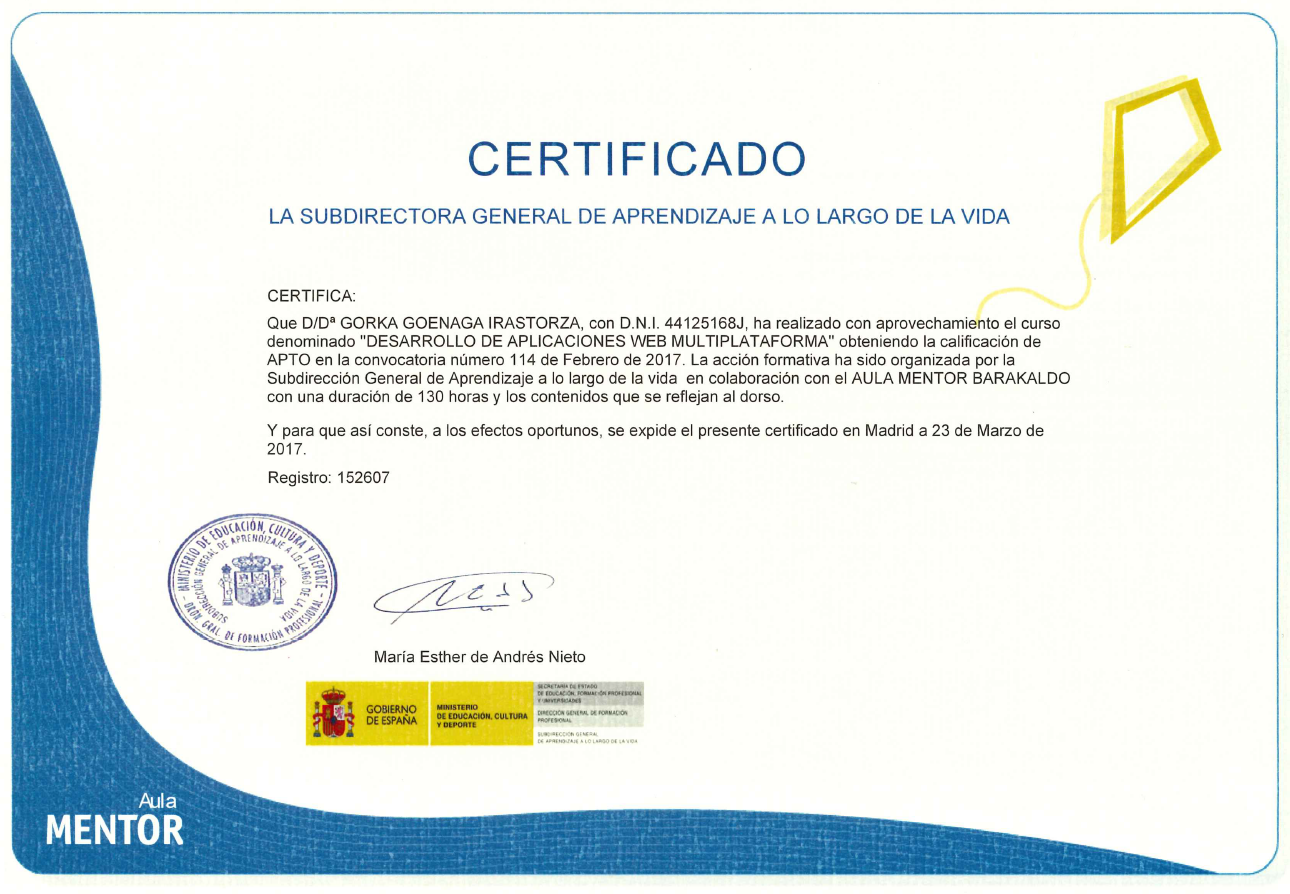 CERTIFICADO
LA SUBDIRECTORA GENERAL DE APRENDIZAJE A LO LARGO DE LA VIDA
CERTIFICA:
Que D/Dª GORKA GOENAGA IRASTORZA, con D.N.I. 44125168J, ha realizado con aprovechamiento el curso
denominado "DESARROLLO DE APLICACIONES WEB MULTIPLATAFORMA" obteniendo la calificación de
APTO en la convocatoria número 114 de Febrero de 2017. La acción formativa ha sido organizada por la
Subdirección General de Aprendizaje a lo largo de la vida en colaboración con el AULA MENTOR BARAKALDO
con una duración de 130 horas y los contenidos que se reflejan al dorso.
Y para que así conste, a los efectos oportunos, se expide el presente certificado en Madrid a 23 de Marzo de
2017.
Registro: 152607
MINISTERIO DE EDUCACIÓN, CULTURA Y DEPORTE
SUBDIRECCIÓN GENERAL DE APRENDIZAJE A LO LARGO DE LA VIDA
DRÓN. GRAL. DE FORMACIÓN PROFESIONAL
María Esther de Andrés Nieto
GOBIERNO
DE ESPAÑA
MINISTERIO
DE EDUCACIÓN, CULTURA
Y DEPORTE
SECRETARÍA DE ESTADO
DE EDUCACIÓN, FORMACIÓN PROFESIONAL
Y UNIVERSIDADES
DIRECCIÓN GENERAL DE FORMACIÓN
PROFESIONAL
SUBDIRECCIÓN GENERAL
DE APRENDIZAJE A LO LARGO DE LA VIDA
Aula
MENTOR